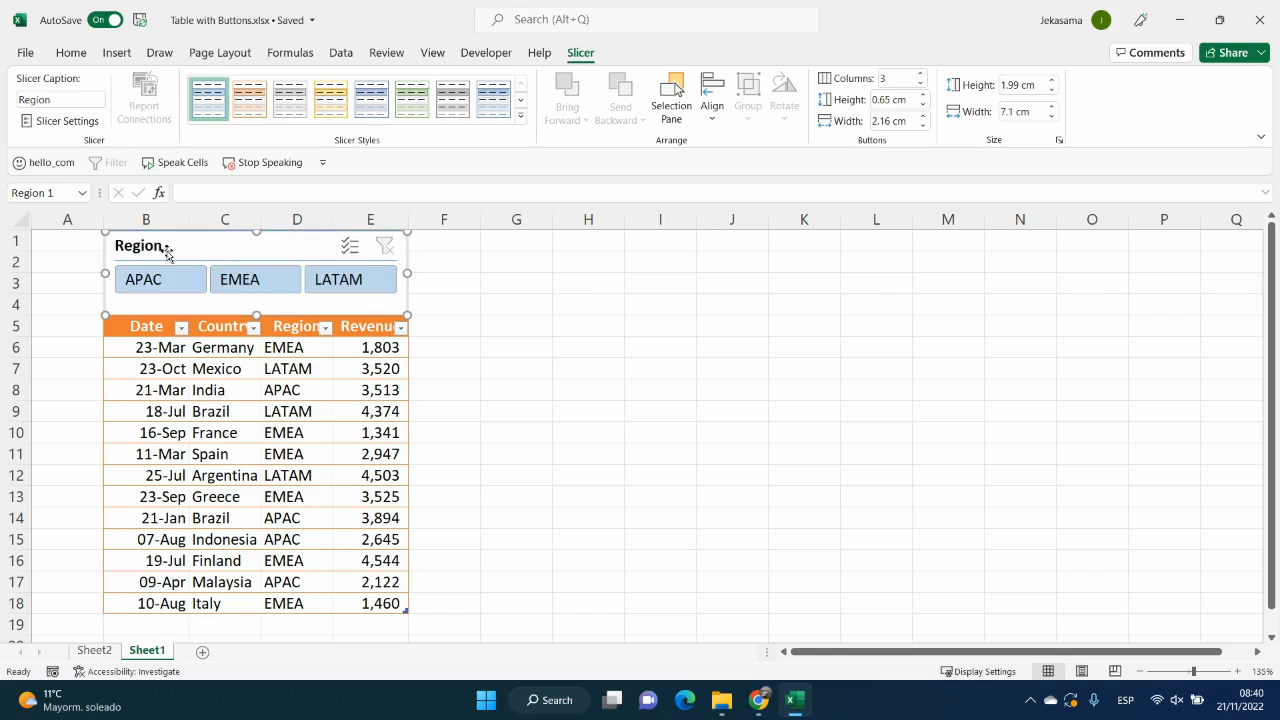 AutoSave On Table with Buttons.xlsx • Saved Search (Alt+Q) Jekasama J
File Home Insert Draw Page Layout Formulas Data Review View Developer Help Slicer Comments Share
Slicer Caption:
Region
Slicer Settings
Report Connections
Slicer
Slicer Styles
Bring Forward
Send Backward
Selection Pane
Align
Group
Rotate
Arrange
Columns: 3
Height: 0.65 cm
Width: 2.16 cm
Buttons
Height: 1.99 cm
Width: 7.1 cm
Size
hello_com Filter Speak Cells Stop Speaking
Region 1 fx
A B C D E F G H I J K L M N O P Q
1 Region
2
3 APAC EMEA LATAM
4
5 Date Countr Region Revenu
6 23-Mar Germany EMEA 1,803
7 23-Oct Mexico LATAM 3,520
8 21-Mar India APAC 3,513
9 18-Jul Brazil LATAM 4,374
10 16-Sep France EMEA 1,341
11 11-Mar Spain EMEA 2,947
12 25-Jul Argentina LATAM 4,503
13 23-Sep Greece EMEA 3,525
14 21-Jan Brazil APAC 3,894
15 07-Aug Indonesia APAC 2,645
16 19-Jul Finland EMEA 4,544
17 09-Apr Malaysia APAC 2,122
18 10-Aug Italy EMEA 1,460
19
Sheet2 Sheet1
Ready Accessibility: Investigate Display Settings 135%
11°C
Mayorm. soleado
Search
ESP
08:40
21/11/2022